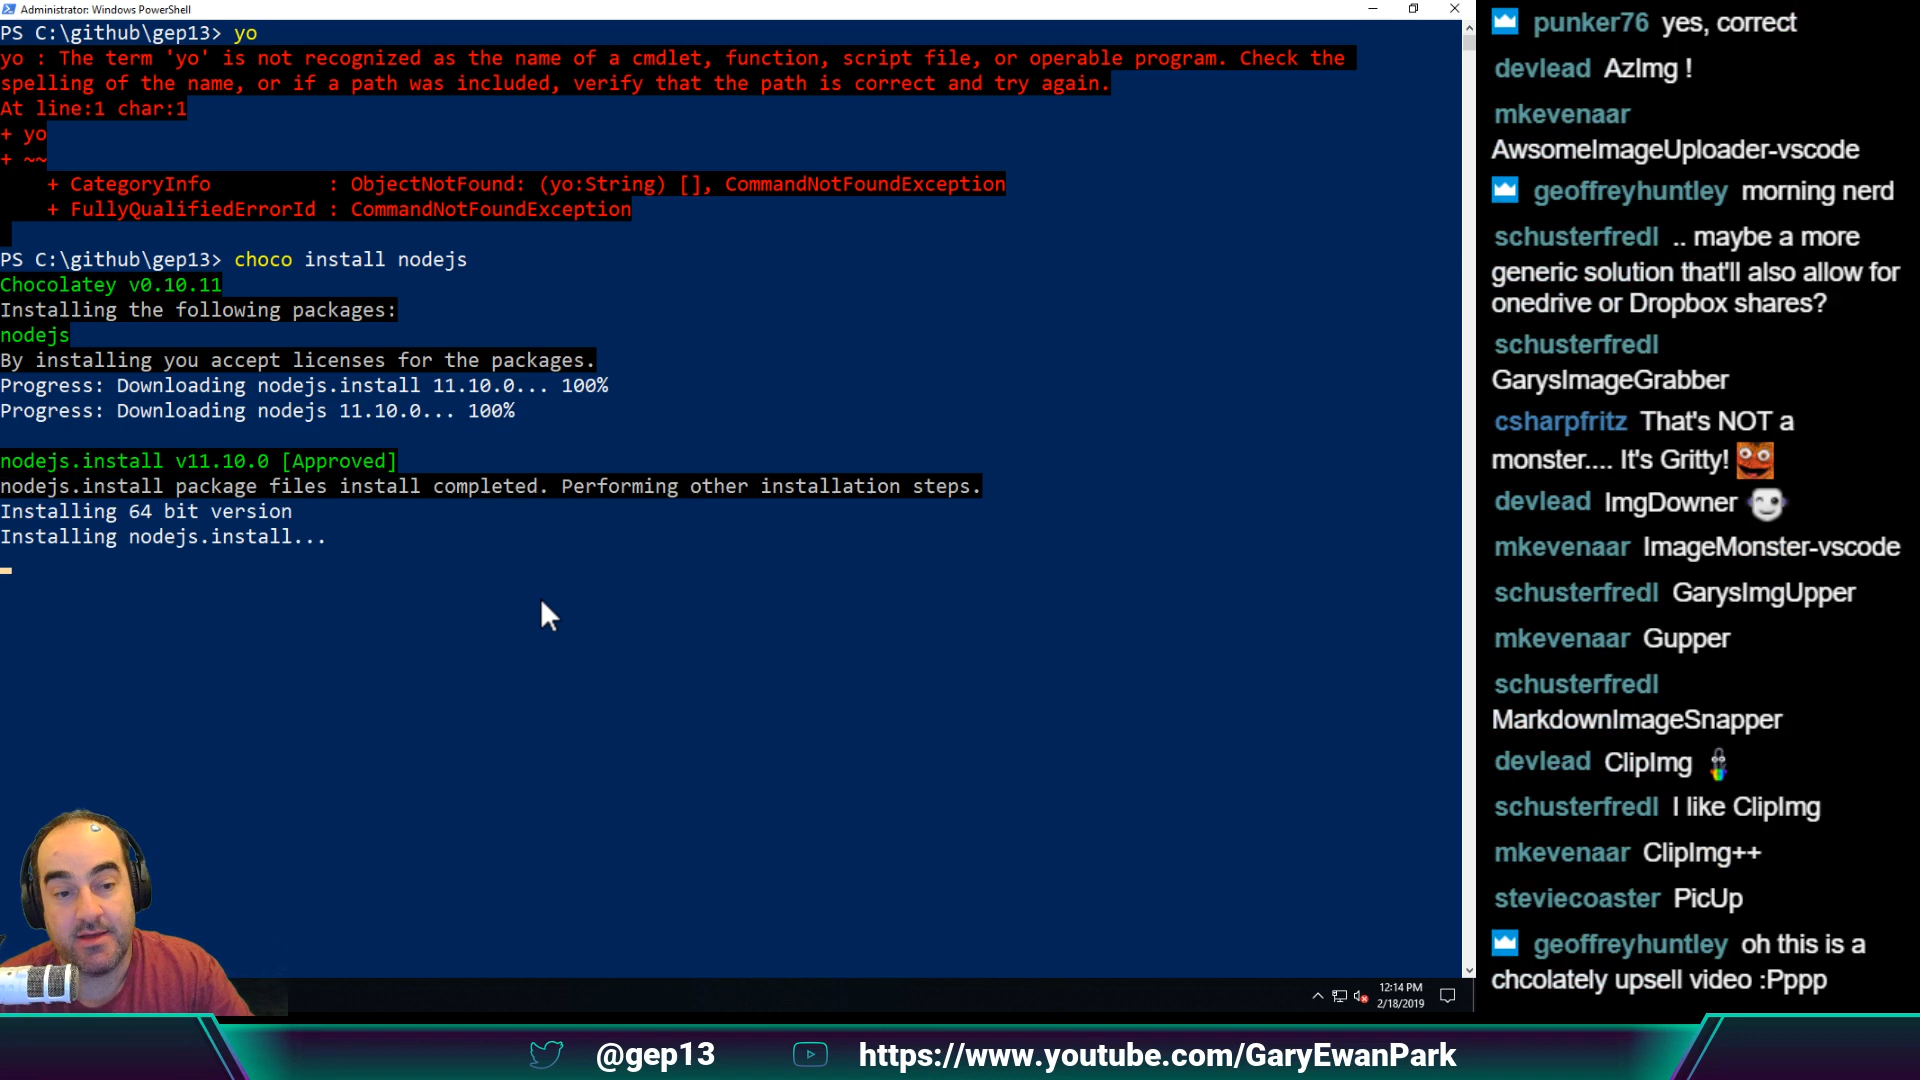 Administrator: Windows PowerShell
PS C:\github\gep13> yo
yo : The term 'yo' is not recognized as the name of a cmdlet, function, script file, or operable program. Check the
spelling of the name, or if a path was included, verify that the path is correct and try again.
At line:1 char:1
+ yo
+ ~~
+ CategoryInfo : ObjectNotFound: (yo:String) [], CommandNotFoundException
+ FullyQualifiedErrorId : CommandNotFoundException
PS C:\github\gep13> choco install nodejs
Chocolatey v0.10.11
Installing the following packages:
nodejs
By installing you accept licenses for the packages.
Progress: Downloading nodejs.install 11.10.0... 100%
Progress: Downloading nodejs 11.10.0... 100%
nodejs.install v11.10.0 [Approved]
nodejs.install package files install completed. Performing other installation steps.
Installing 64 bit version
Installing nodejs.install...
12:14 PM
2/18/2019
punker76 yes, correct
devlead AzImg !
mkevenaar
AwsomeImageUploader-vscode
geoffreyhuntley morning nerd
schusterfredl .. maybe a more
generic solution that'll also allow for
onedrive or Dropbox shares?
schusterfredl
GarysImageGrabber
csharpfritz That's NOT a
monster.... It's Gritty!
devlead ImgDowner
mkevenaar ImageMonster-vscode
schusterfredl GarysImgUpper
mkevenaar Gupper
schusterfredl
MarkdownImageSnapper
devlead ClipImg
schusterfredl I like ClipImg
mkevenaar ClipImg++
steviecoaster PicUp
geoffreyhuntley oh this is a
chcolately upsell video :Pppp
@gep13
https://www.youtube.com/GaryEwanPark